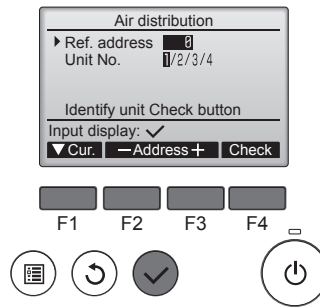 Air distribution
Ref. address 0
Unit No. 1/2/3/4
Identify unit Check button
Input display: ✓
▼ Cur. − Address + Check
F1 F2 F3 F4